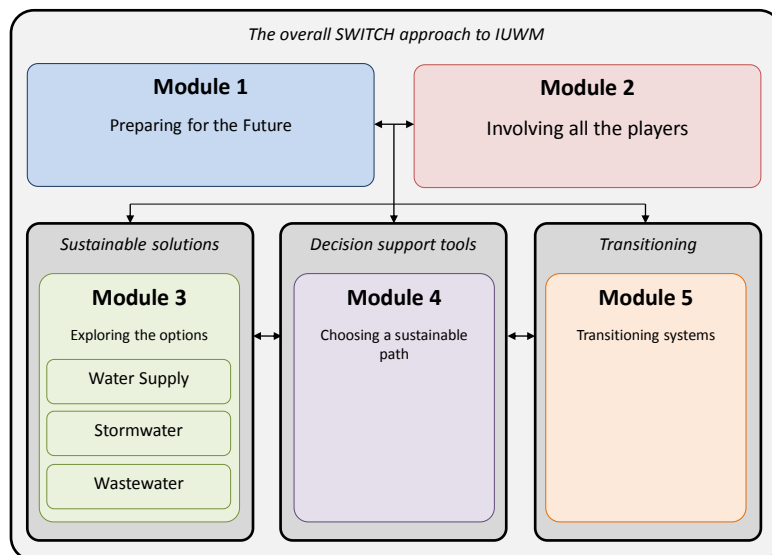 The overall SWITCH approach to IUWM
Module 1
Preparing for the Future
Module 2
Involving all the players
Sustainable solutions
Module 3
Exploring the options
Water Supply
Stormwater
Wastewater
Decision support tools
Module 4
Choosing a sustainable
path
Transitioning
Module 5
Transitioning systems